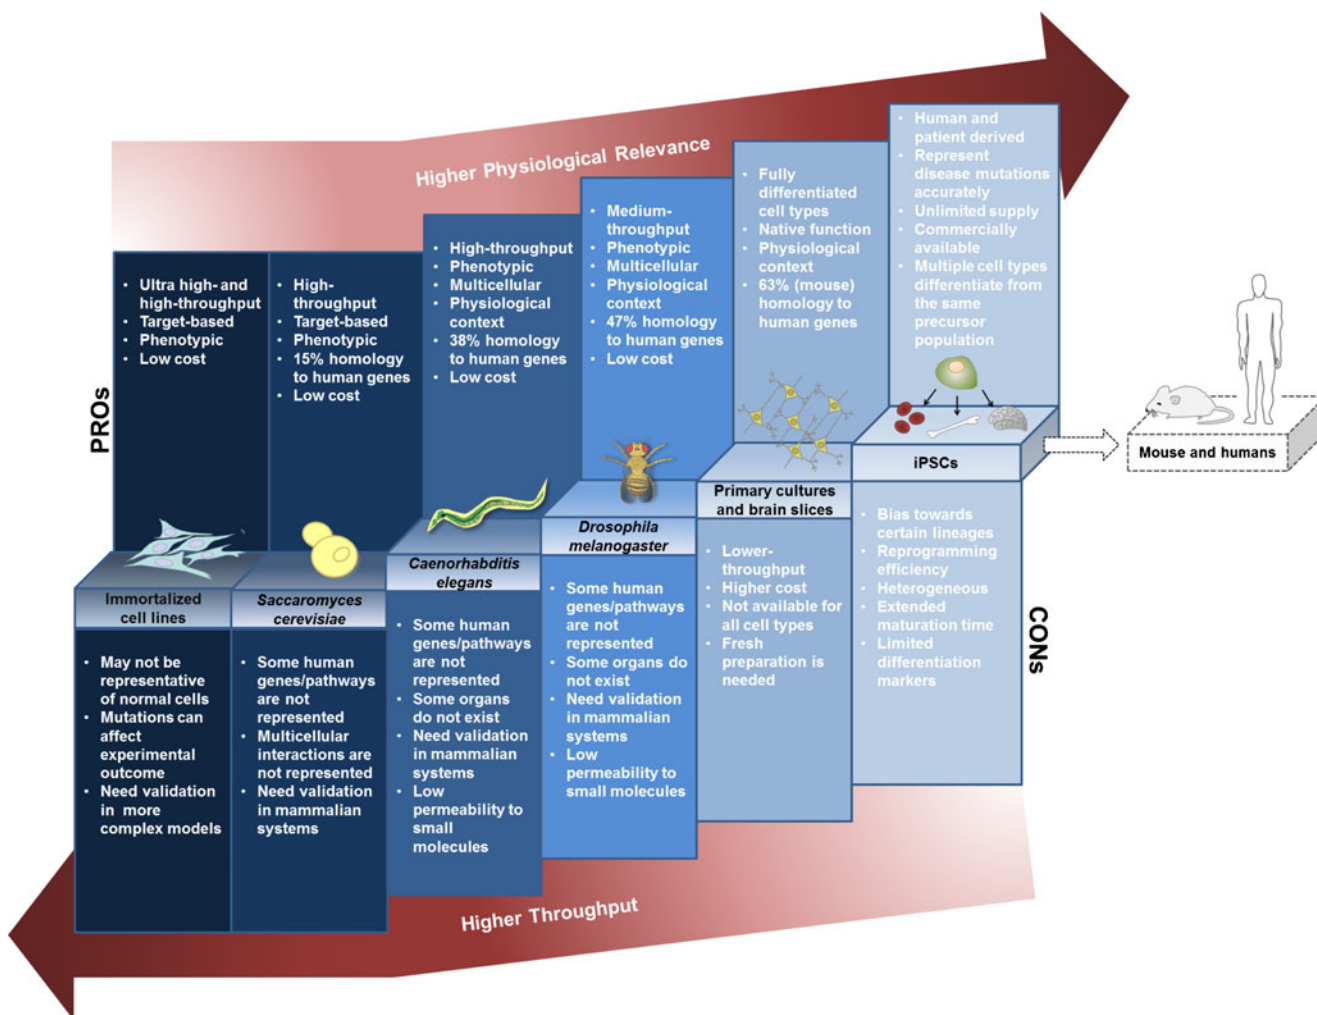 Higher Physiological Relevance
PROs
• Ultra high- and
high-throughput
• Target-based
• Phenotypic
• Low cost
• High-
throughput
• Target-based
• Phenotypic
• 15% homology
to human genes
• Low cost
• High-throughput
• Phenotypic
• Multicellular
• Physiological
context
• 38% homology
to human genes
• Low cost
• Medium-
throughput
• Phenotypic
• Multicellular
• Physiological
context
• 47% homology
to human genes
• Low cost
• Fully
differentiated
cell types
• Native function
• Physiological
context
• 63% (mouse)
homology to
human genes
• Human and
patient derived
• Represent
disease mutations
accurately
• Unlimited supply
• Commercially
available
• Multiple cell types
differentiate from
the same
precursor
population
Immortalized
cell lines
Saccaromyces
cerevisiae
Caenorhabditis
elegans
Drosophila
melanogaster
Primary cultures
and brain slices
iPSCs
Mouse and humans
• May not be
representative
of normal cells
• Mutations can
affect
experimental
outcome
• Need validation
in more
complex models
• Some human
genes/pathways
are not
represented
• Multicellular
interactions are
not represented
• Need validation
in mammalian
systems
• Some human
genes/pathways
are not
represented
• Some organs
do not exist
• Need validation
in mammalian
systems
• Low
permeability to
small
molecules
• Some human
genes/pathways
are not
represented
• Some organs do
not exist
• Need validation
in mammalian
systems
• Low
permeability to
small molecules
• Lower-
throughput
• Higher cost
• Not available for
all cell types
• Fresh
preparation is
needed
• Bias towards
certain lineages
• Reprogramming
efficiency
• Heterogeneous
• Extended
maturation time
• Limited
differentiation
markers
CONs
Higher Throughput